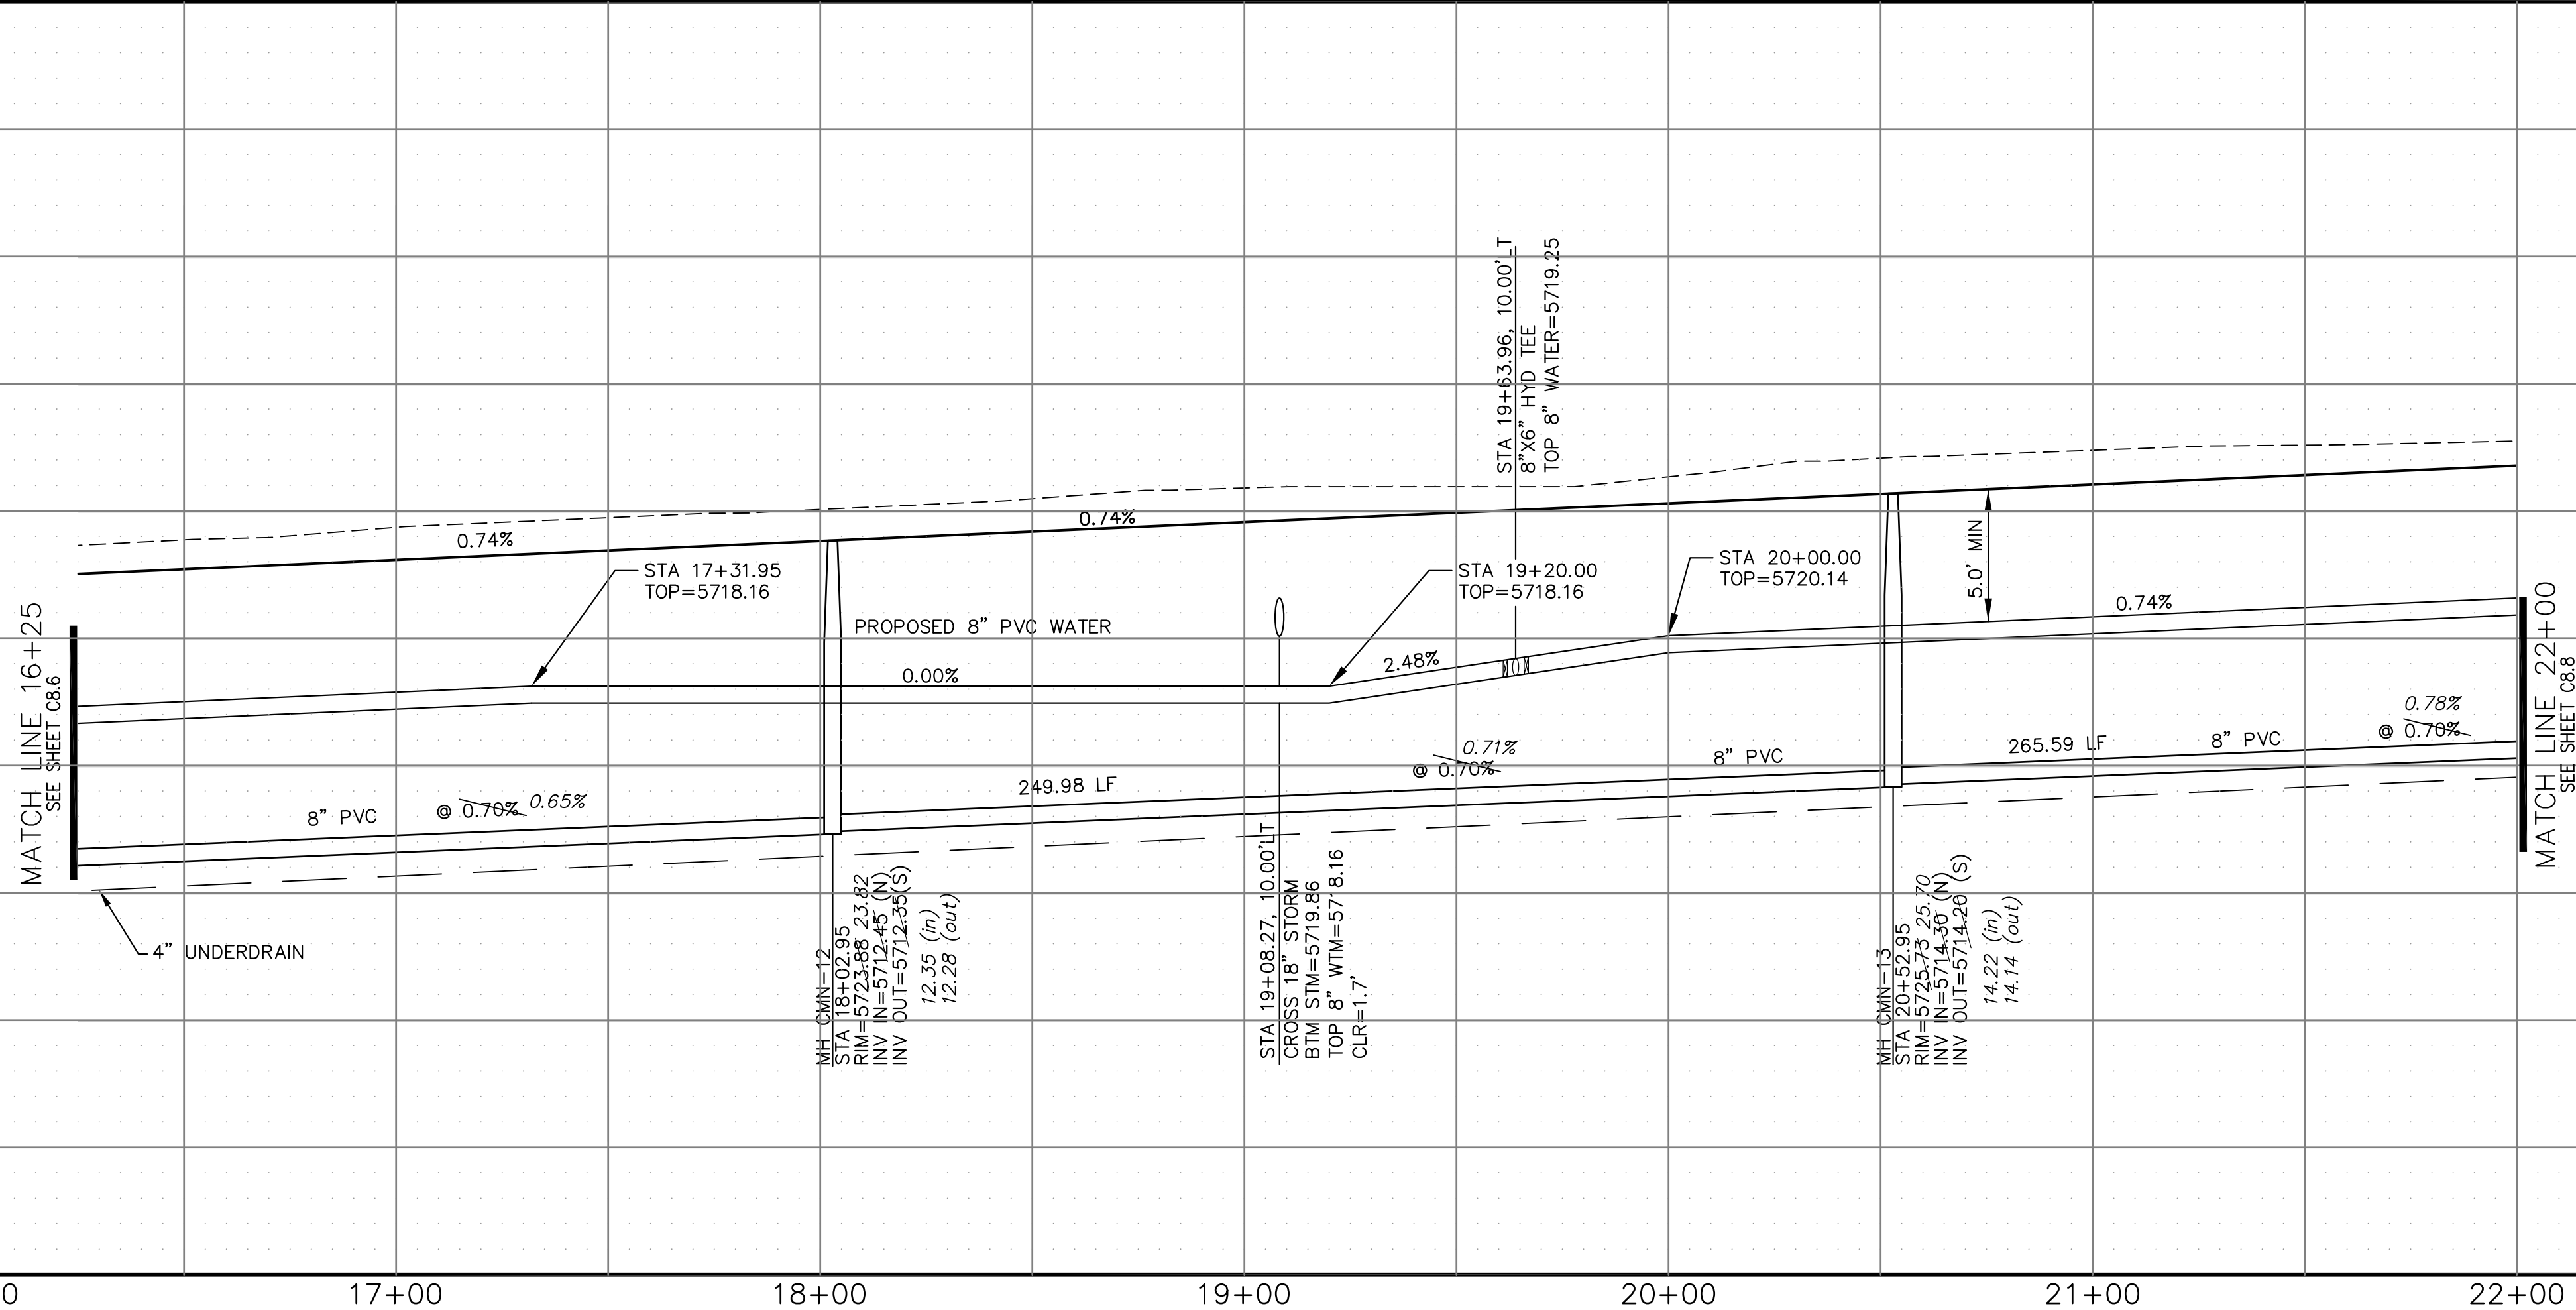 STA 19+63.96, 10.00' LT
8"X6" HYD TEE
TOP 8" WATER=5719.25
0.74%
0.74%
STA 17+31.95
TOP=5718.16
STA 19+20.00
TOP=5718.16
STA 20+00.00
TOP=5720.14
5.0' MIN
0.74%
PROPOSED 8" PVC WATER
0.00%
2.48%
MATCH LINE 16+25
SEE SHEET C8.6
MATCH LINE 22+00
SEE SHEET C8.8
8" PVC
@ 0.70% 0.65%
249.98 LF
0.71%
@ 0.70%
8" PVC
265.59 LF
8" PVC
0.78%
@ 0.70%
4" UNDERDRAIN
MH CMN-12
STA 18+02.95
RIM=5723.88 23.82
INV IN=5712.45 (N)
INV OUT=5712.35(S)
12.35 (in)
12.28 (out)
STA 19+08.27, 10.00'LT
CROSS 18" STORM
BTM STM=5719.86
TOP 8" WTM=5718.16
CLR=1.7'
MH CMN-13
STA 20+52.95
RIM=5725.73 25.70
INV IN=5714.30 (N)
INV OUT=5714.20 (S)
14.22 (in)
14.14 (out)
0
17+00
18+00
19+00
20+00
21+00
22+00